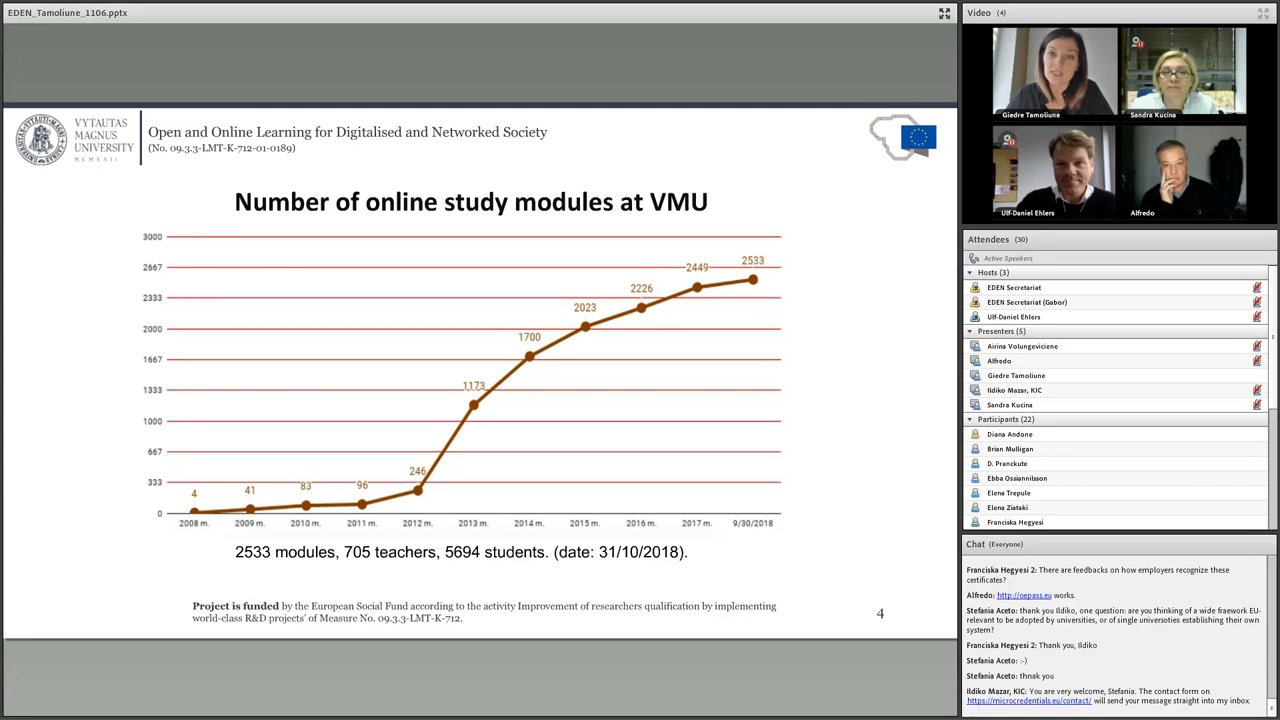 EDEN_Tamoliune_1106.pptx
VYTAUTAS
MAGNUS
UNIVERSITY
M C M X X I I
Open and Online Learning for Digitalised and Networked Society
(No. 09.3.3-LMT-K-712-01-0189)
Number of online study modules at VMU
3000
2667
2333
2000
1667
1333
1000
667
333
0
4
41
83
96
246
1173
1700
2023
2226
2449
2533
2008 m.
2009 m.
2010 m.
2011 m.
2012 m.
2013 m.
2014 m.
2015 m.
2016 m.
2017 m.
9/30/2018
2533 modules, 705 teachers, 5694 students. (date: 31/10/2018).
Project is funded by the European Social Fund according to the activity Improvement of researchers qualification by implementing
world-class R&D projects' of Measure No. 09.3.3-LMT-K-712.
4
Video (4)
Giedre Tamoliune
Sandra Kucina
Ulf-Daniel Ehlers
Alfredo
Attendees (30)
Active Speakers
Hosts (3)
EDEN Secretariat
EDEN Secretariat (Gabor)
Ulf-Daniel Ehlers
Presenters (5)
Airina Volungeviciene
Alfredo
Giedre Tamoliune
Ildiko Mazar, KIC
Sandra Kucina
Participants (22)
Diana Andone
Brian Mulligan
D. Pranckute
Ebba Ossiannilsson
Elena Trepule
Elena Ziataki
Franciska Hegyesi
Chat (Everyone)
Franciska Hegyesi 2: There are feedbacks on how employers recognize these
certificates?
Alfredo: http://oepass.eu works.
Stefania Aceto: thank you Ildiko, one question: are you thinking of a wide fraework EU-
relevant to be adopted by universities, or of single universoties establishing their own
system?
Franciska Hegyesi 2: Thank you, Ildiko
Stefania Aceto: :-)
Stefania Aceto: thnak you
Ildiko Mazar, KIC: You are very welcome, Stefania. The contact form on
https://microcredentials.eu/contact/ will send your message straight into my inbox.